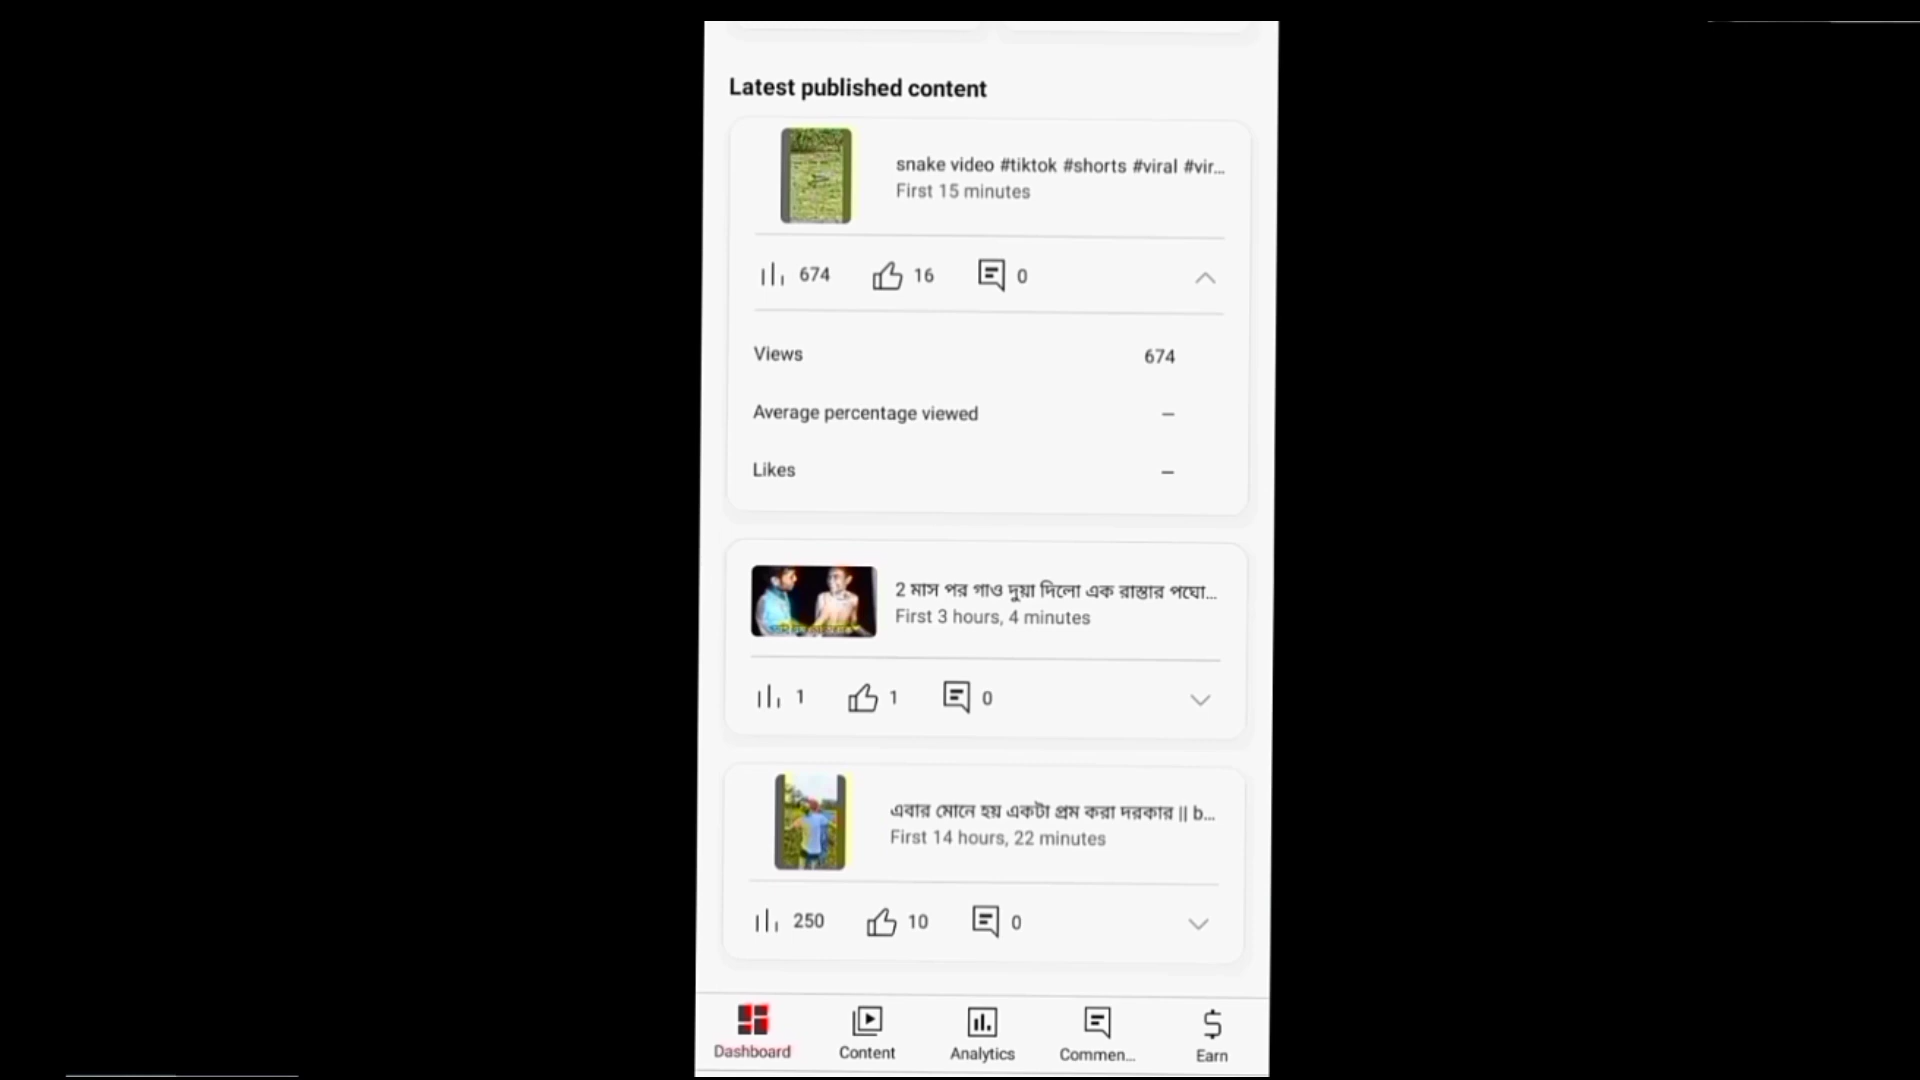 Latest published content
snake video #tiktok #shorts #viral #vir...
First 15 minutes
674 16 0
Views 674
Average percentage viewed –
Likes –
2 মাস পর গাও দুয়া দিলো এক রাস্তার পঘো...
First 3 hours, 4 minutes
1 1 0
এবার মোনে হয় একটা প্রম করা দরকার || b...
First 14 hours, 22 minutes
250 10 0
Dashboard Content Analytics Commen... Earn